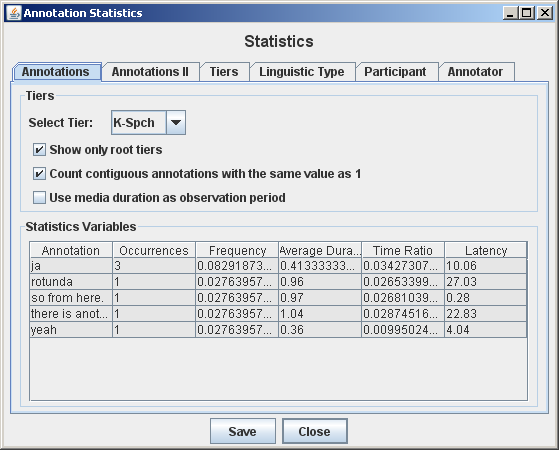 Annotation Statistics
Statistics
Annotations Annotations II Tiers Linguistic Type Participant Annotator
Tiers
Select Tier: K-Spch
Show only root tiers
Count contiguous annotations with the same value as 1
Use media duration as observation period
Statistics Variables
Annotation Occurrences Frequency Average Dura... Time Ratio Latency
ja 3 0.08291873... 0.41333333... 0.03427307... 10.06
rotunda 1 0.02763957... 0.96 0.02653399... 27.03
so from here. 1 0.02763957... 0.97 0.02681039... 0.28
there is anot... 1 0.02763957... 1.04 0.02874516... 22.83
yeah 1 0.02763957... 0.36 0.00995024... 4.04
Save Close